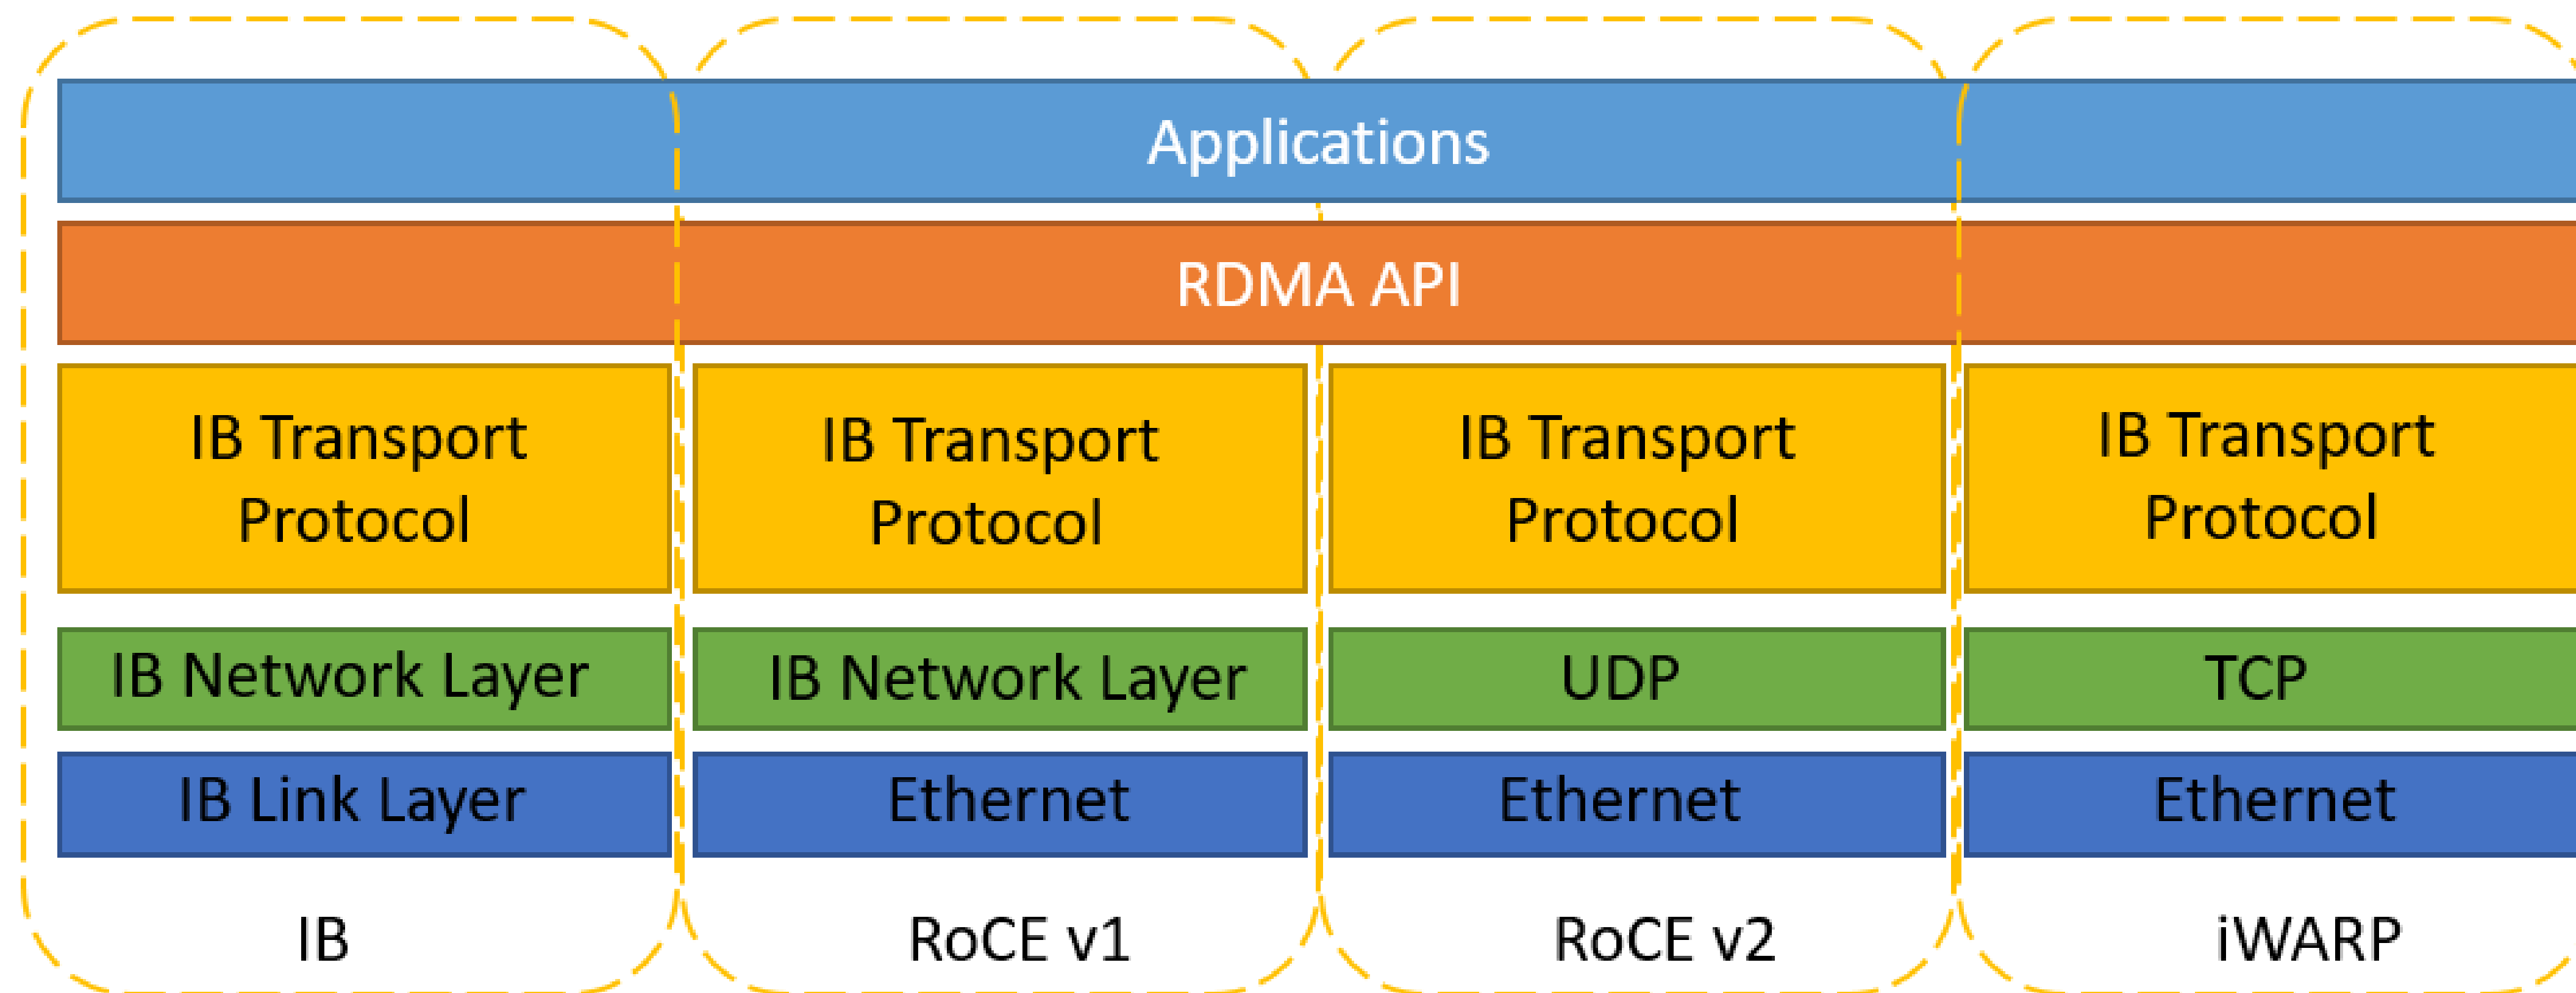 Applications
RDMA API
IB Transport
Protocol
IB Transport
Protocol
IB Transport
Protocol
IB Transport
Protocol
IB Network Layer
IB Network Layer
UDP
TCP
IB Link Layer
Ethernet
Ethernet
Ethernet
IB
RoCE v1
RoCE v2
iWARP